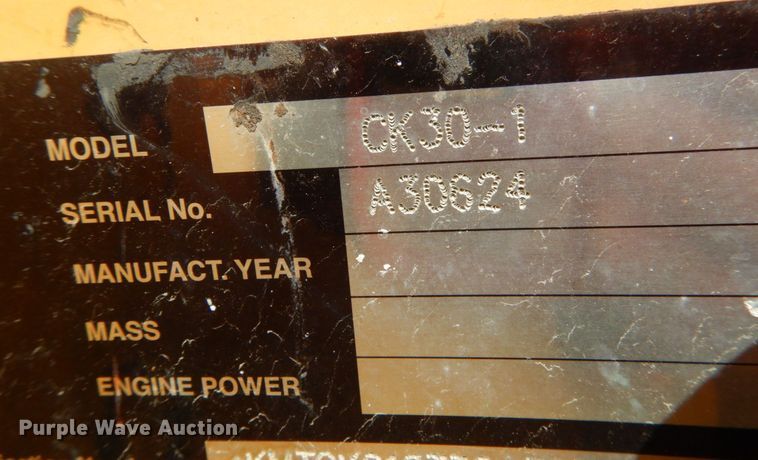 MODEL CK30-1
SERIAL No. A30624
MANUFACT. YEAR
MASS
ENGINE POWER
Purple Wave Auction